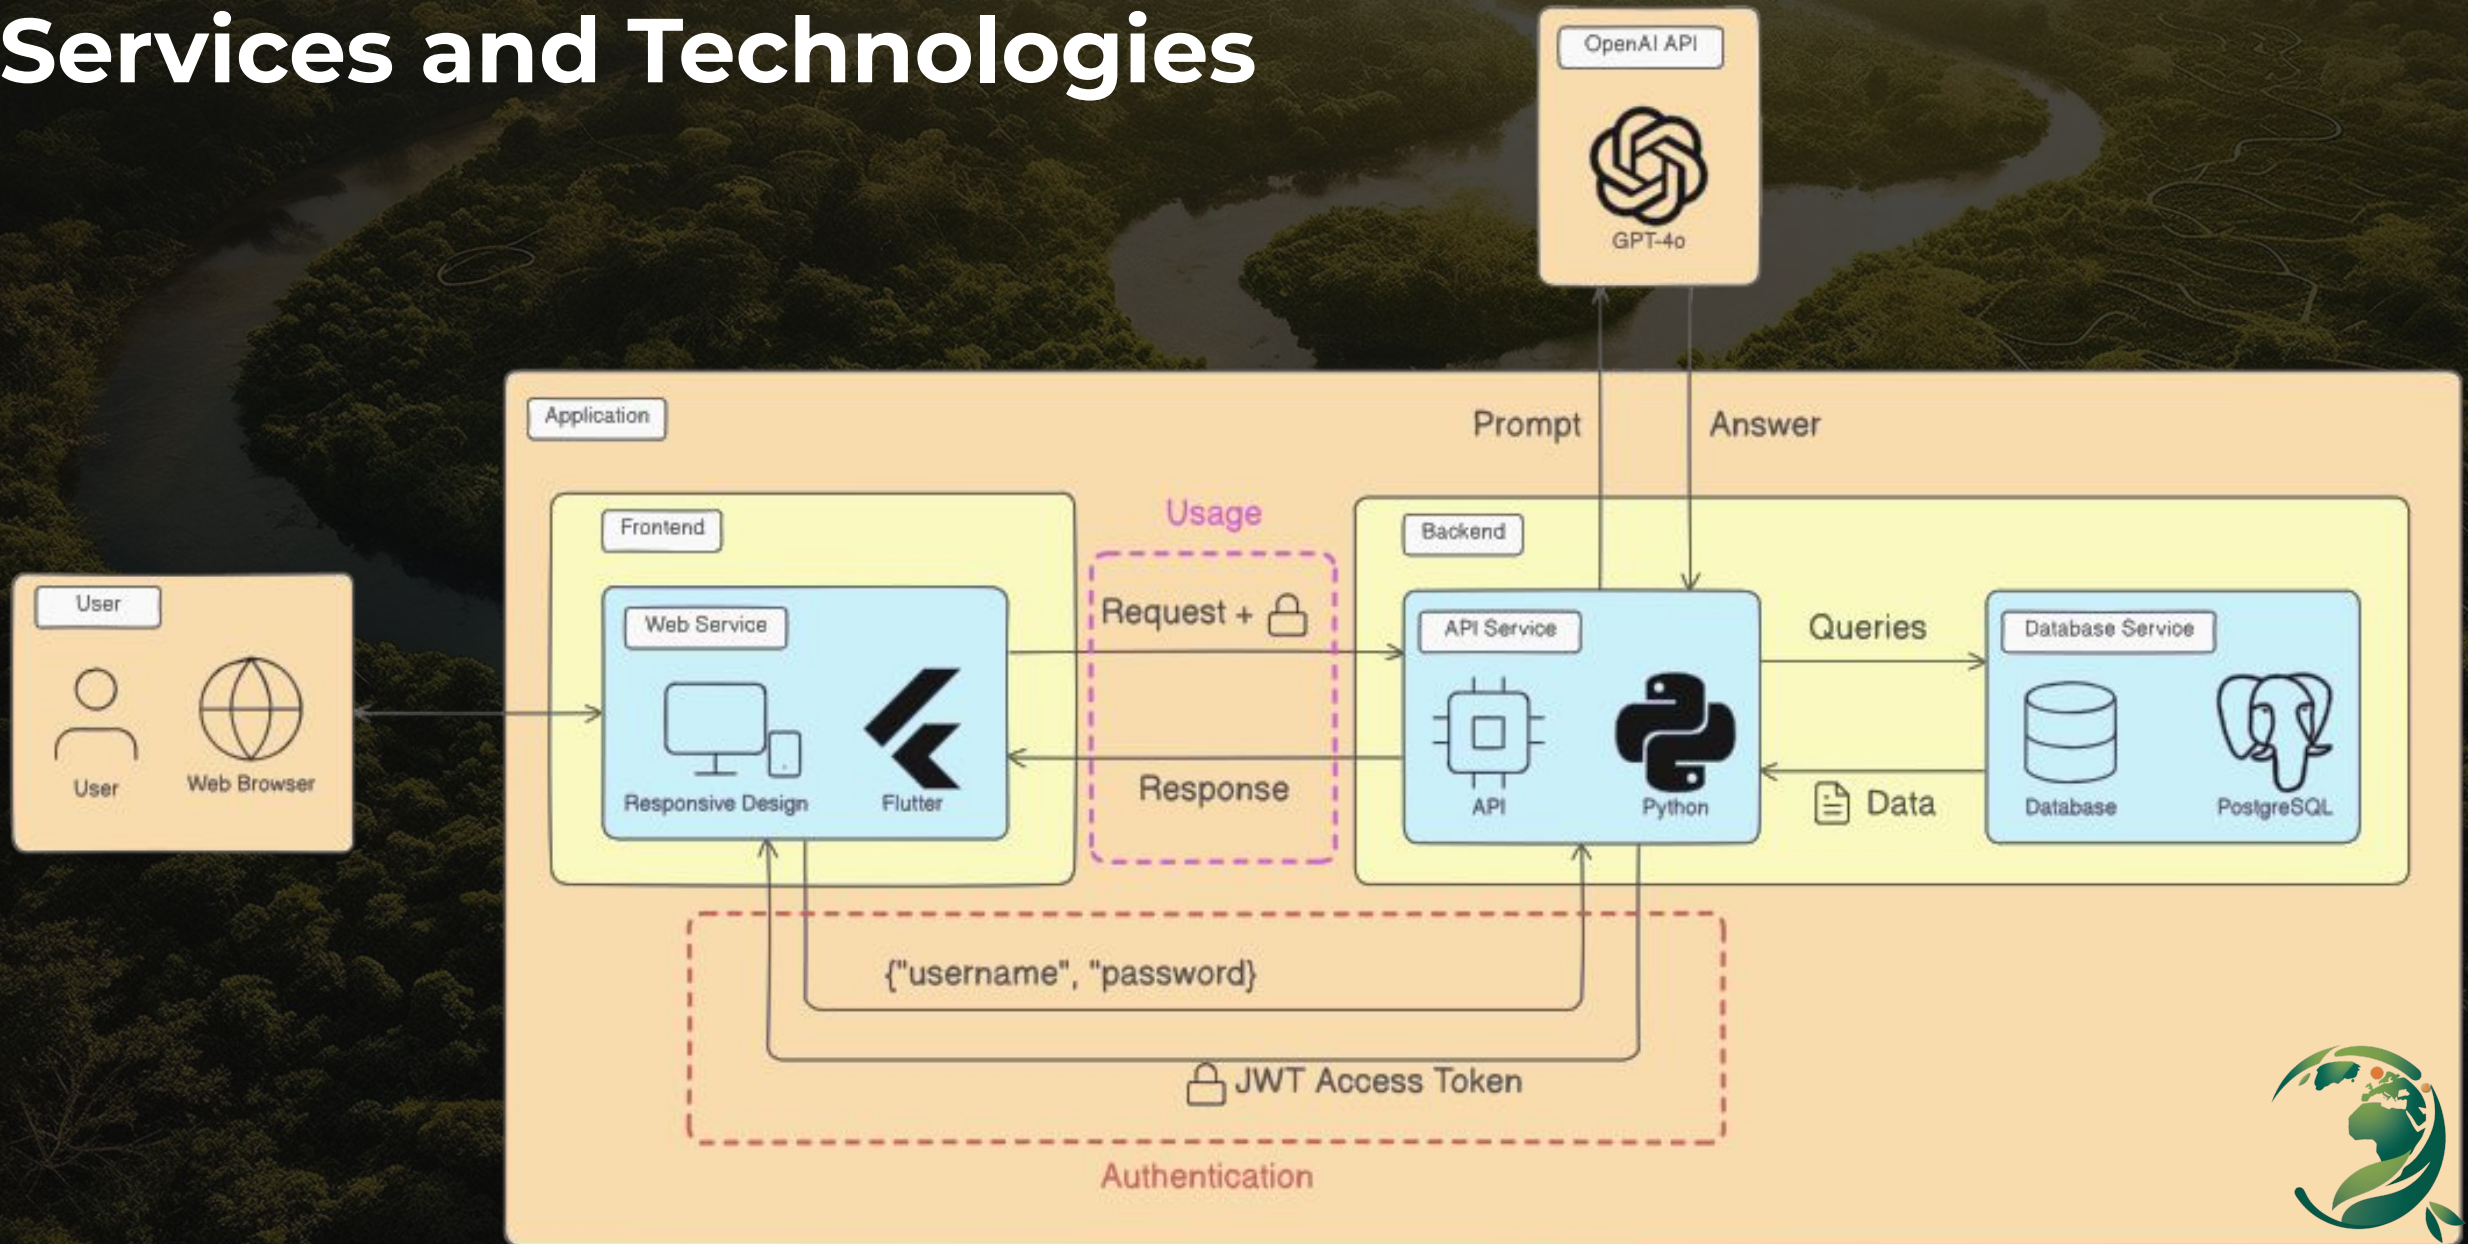 Services and Technologies
OpenAI API
GPT-4o
Application
Prompt
Answer
Usage
Frontend
Backend
User
Web Service
Request +
API Service
Queries
Database Service
User
Web Browser
Responsive Design
Flutter
Response
API
Python
Data
Database
PostgreSQL
{"username", "password}
JWT Access Token
Authentication